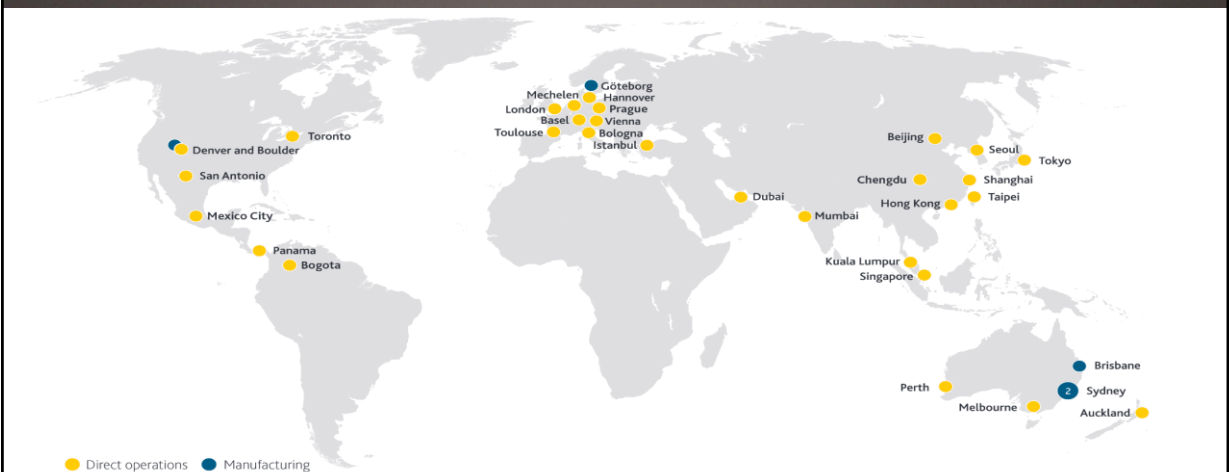 Göteborg
Mechelen
Hannover
London
Prague
Basel
Vienna
Toulouse
Bologna
Istanbul
Toronto
Denver and Boulder
San Antonio
Mexico City
Panama
Bogota
Beijing
Seoul
Tokyo
Chengdu
Shanghai
Dubai
Hong Kong
Taipei
Mumbai
Kuala Lumpur
Singapore
Brisbane
Perth
2 Sydney
Melbourne
Auckland
Direct operations
Manufacturing